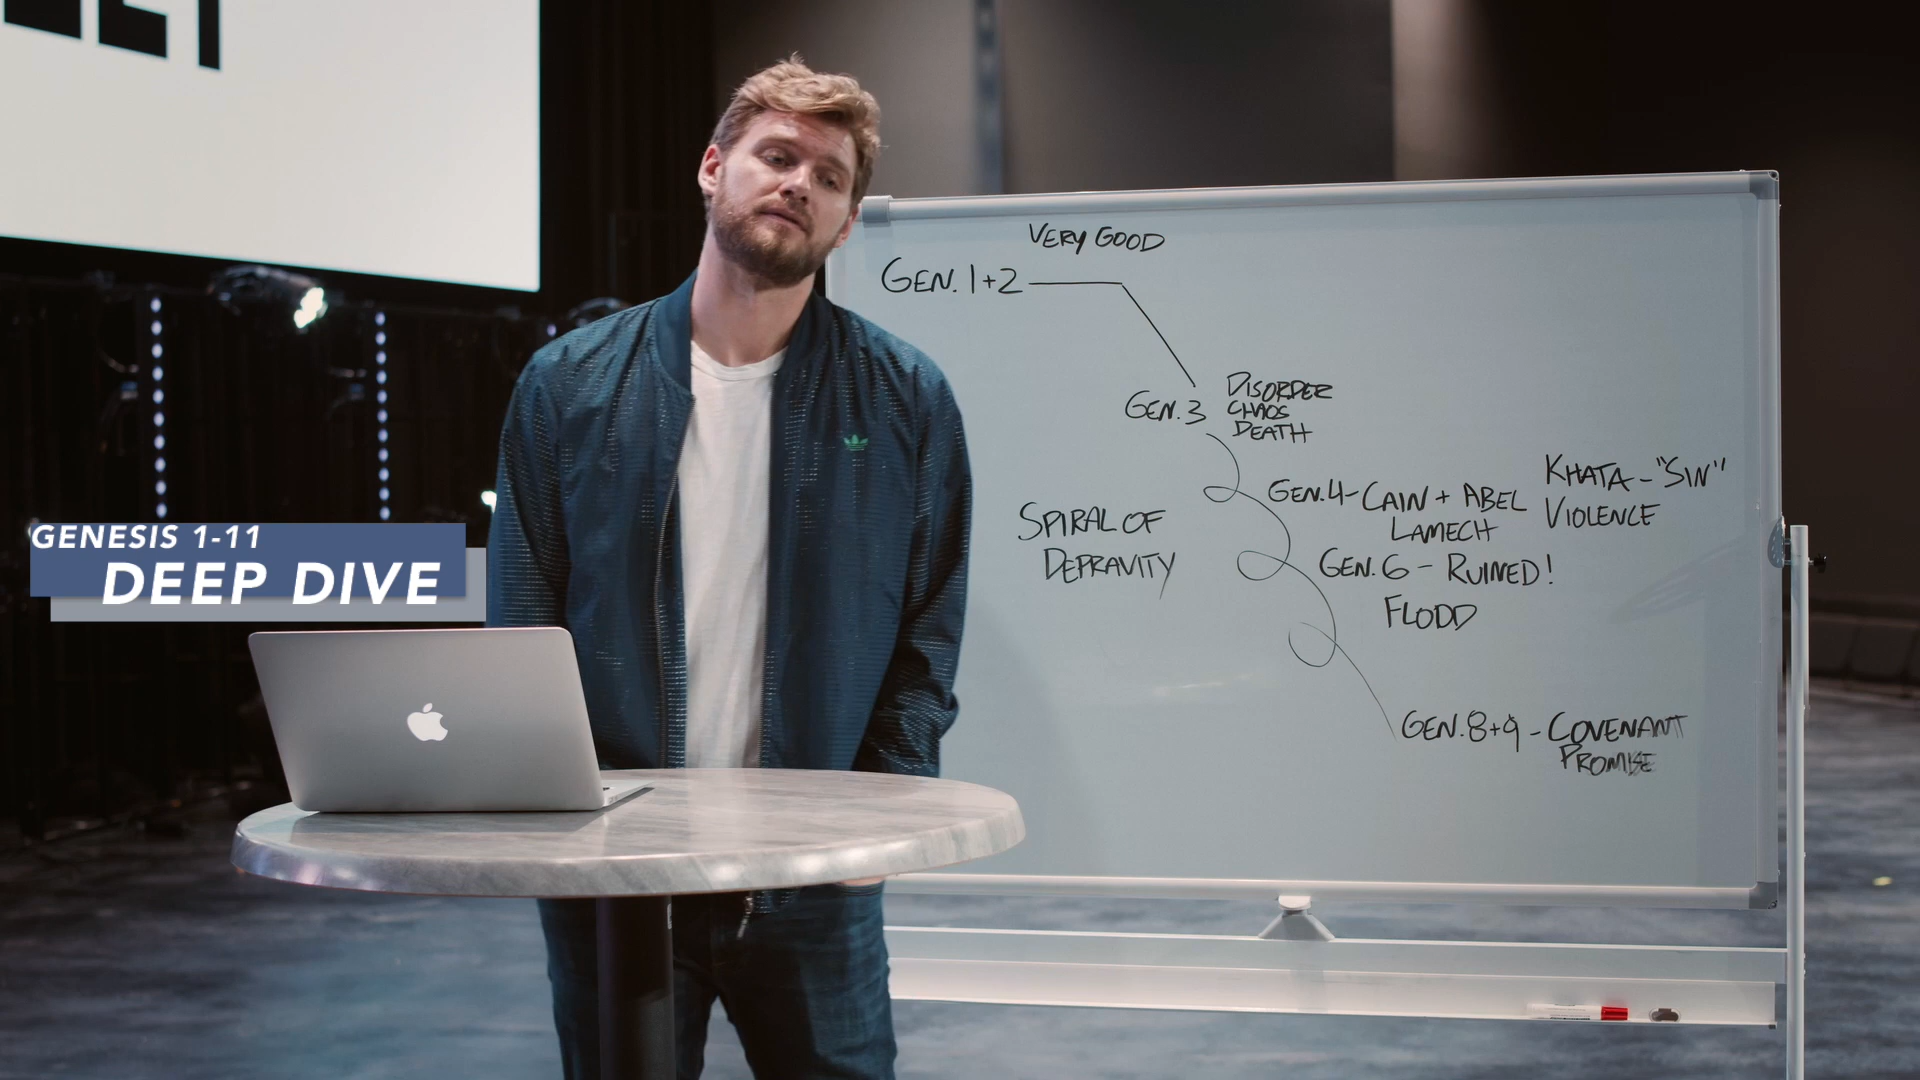 GENESIS 1-11
DEEP DIVE
VERY GOOD
GEN. 1+2
GEN. 3
DISORDER
CHAOS
DEATH
SPIRAL OF
DEPRAVITY
GEN. 4 - CAIN + ABEL
LAMECH
KHATA - "SIN"
VIOLENCE
GEN. 6 - RUINED!
FLODD
GEN. 8+9 - COVENANT
PROMISE